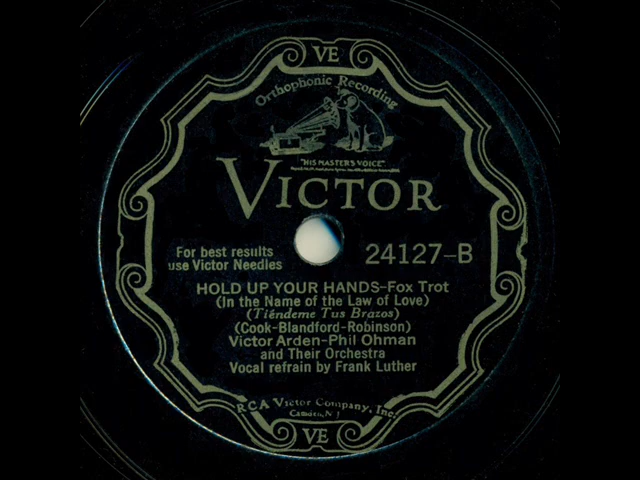 VE
Orthophonic Recording
"HIS MASTER'S VOICE"
VICTOR
For best results
use Victor Needles
24127-B
HOLD UP YOUR HANDS-Fox Trot
(In the Name of the Law of Love)
(Tiéndeme Tus Brazos)
(Cook-Blandford-Robinson)
Victor Arden-Phil Ohman
and Their Orchestra
Vocal refrain by Frank Luther
RCA Victor Company, Inc.
Camden, N J
VE